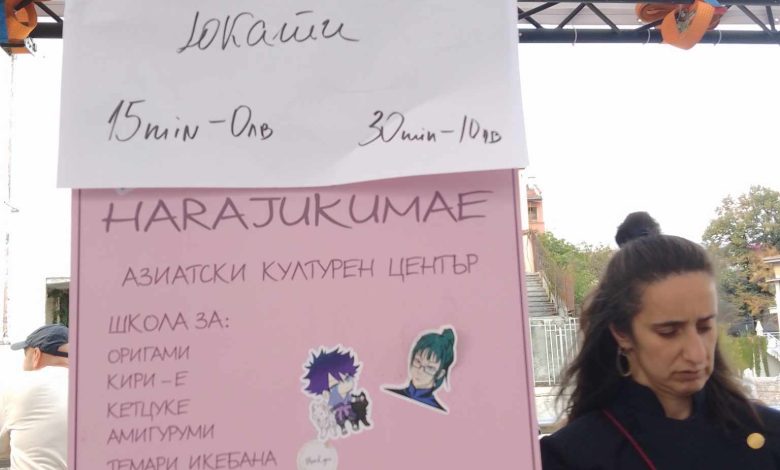 Юкати
15min-0лв 30min-10лв
HARAJUKUMAE
АЗИАТСКИ КУЛТУРЕН ЦЕНТЪР
ШКОЛА ЗА:
ОРИГАМИ
КИРИ-Е
КЕТЦУКЕ
АМИГУРУМИ
ТЕМАРИ ИКЕБАНА